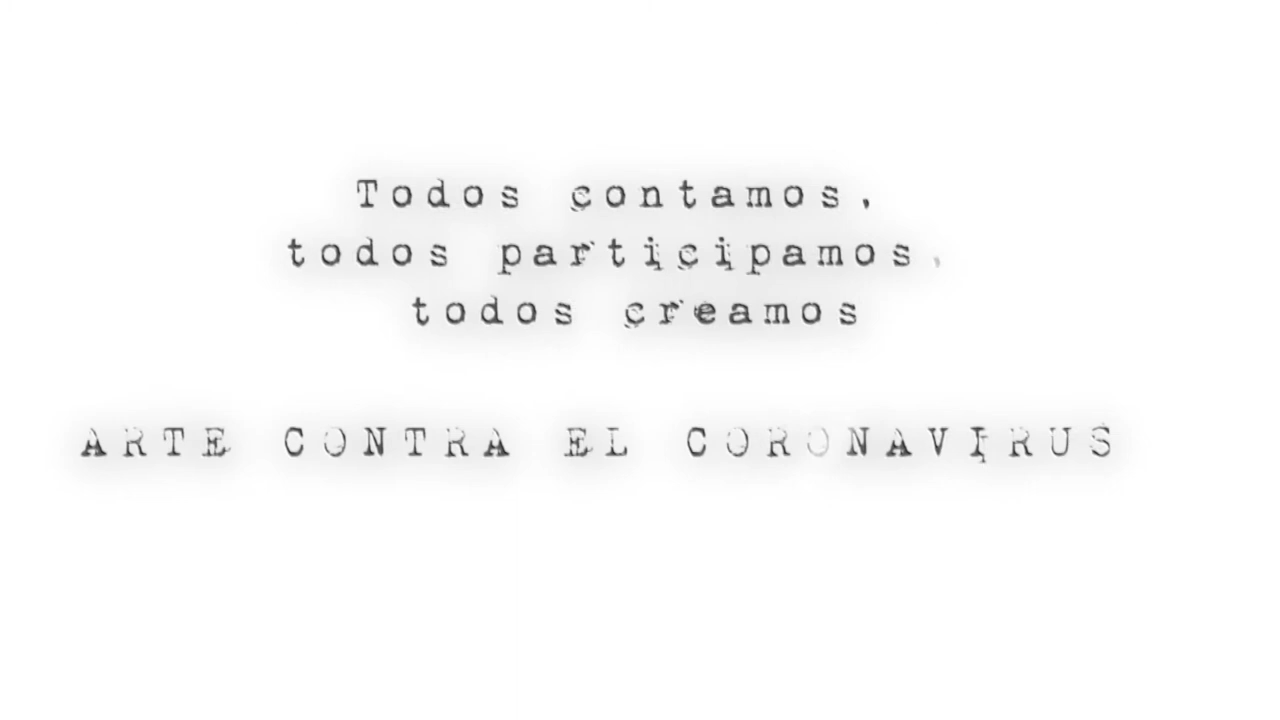 Todos contamos,
todos participamos,
todos creamos
ARTE CONTRA EL CORONAVIRUS